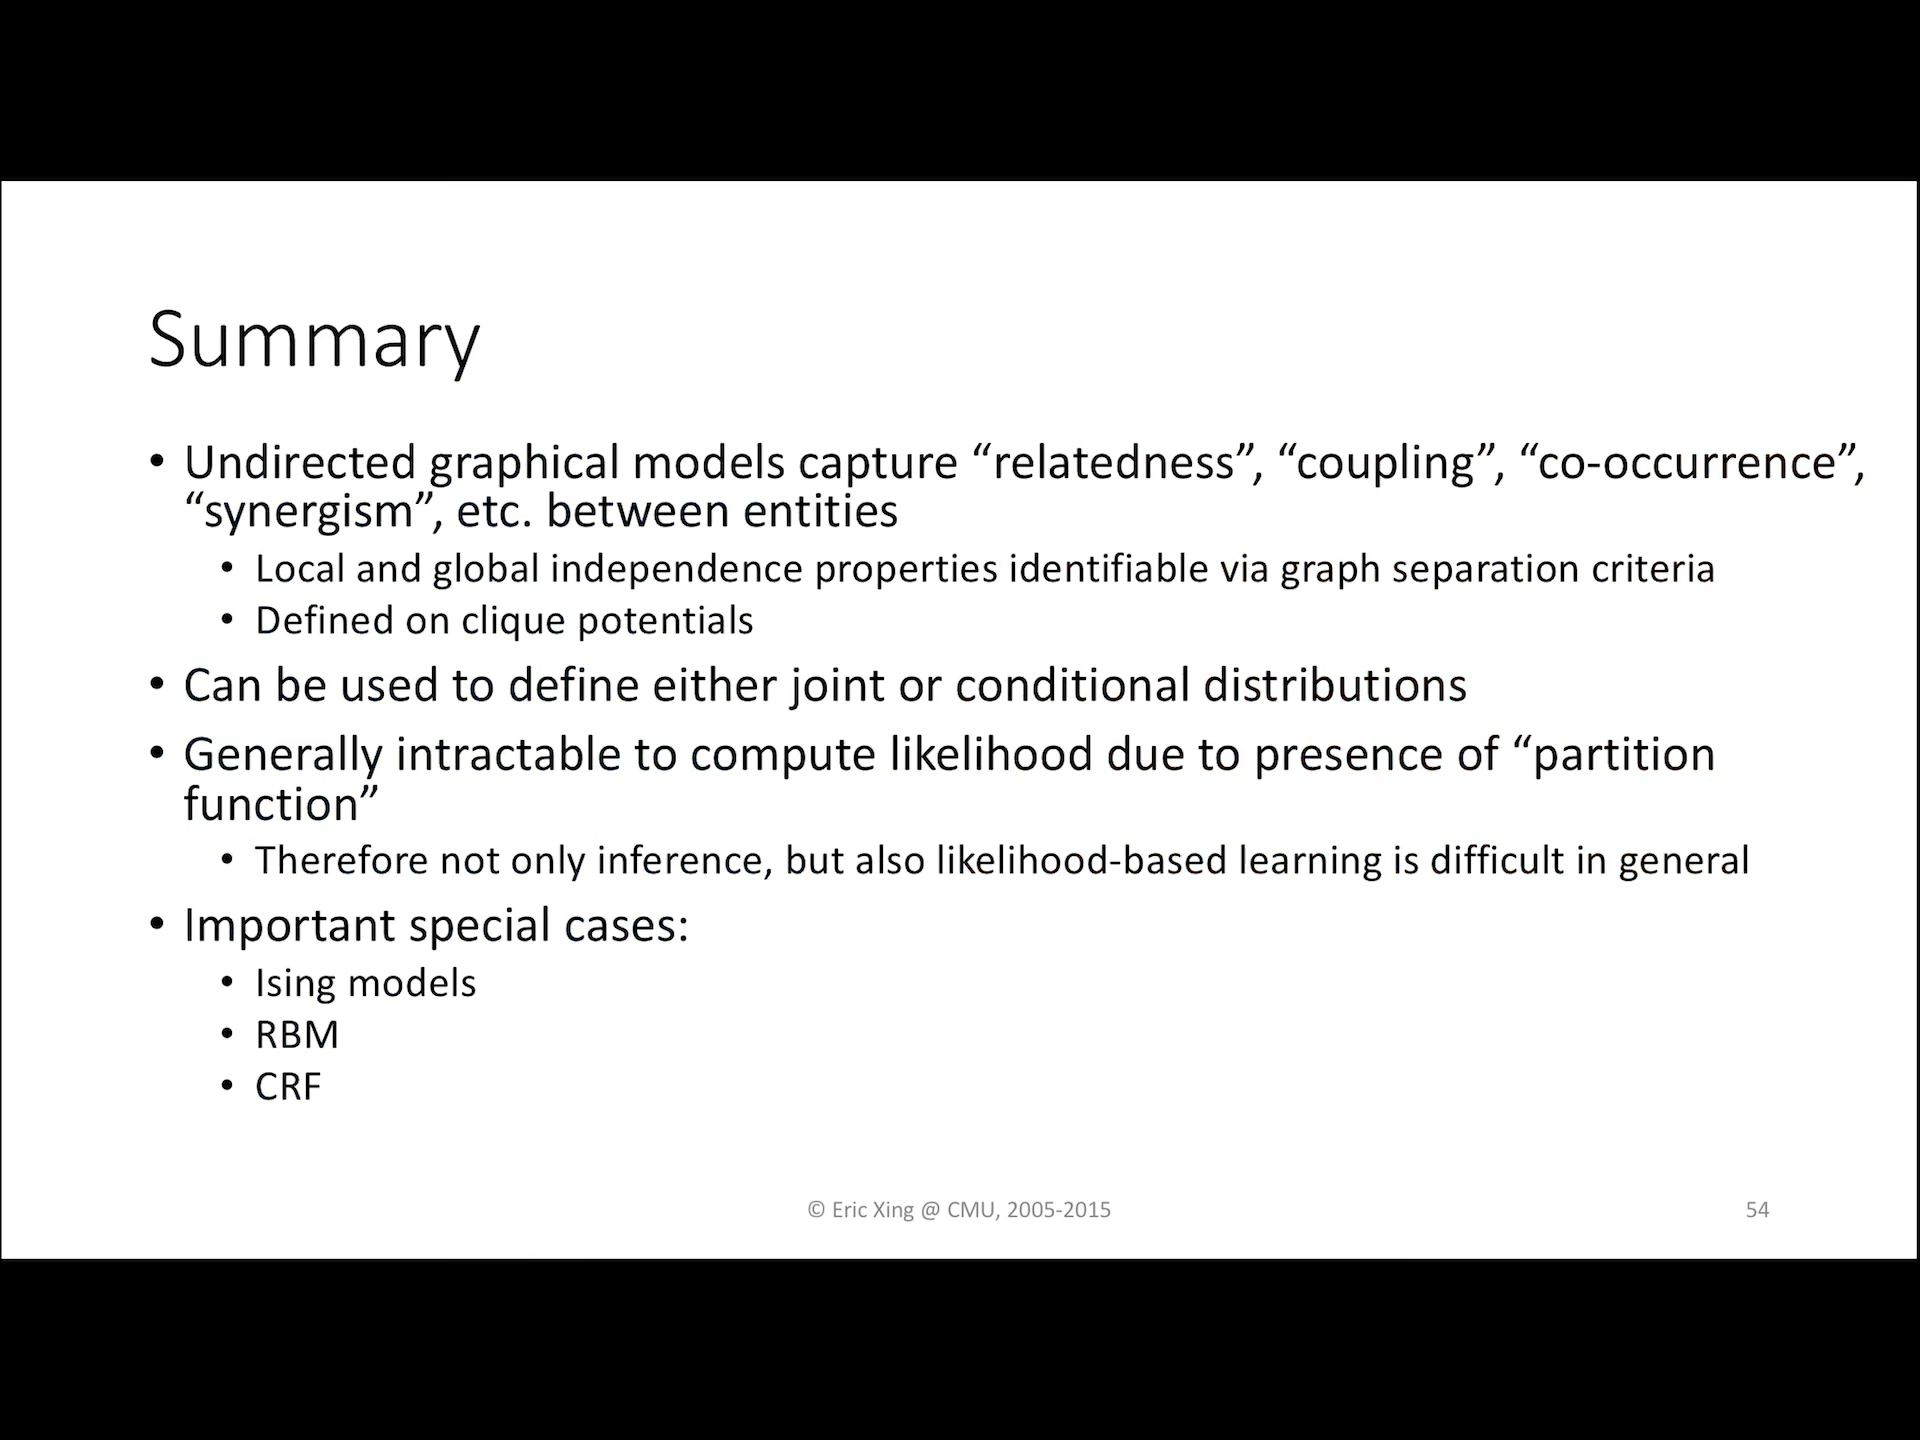 Summary
• Undirected graphical models capture “relatedness”, “coupling”, “co-occurrence”,
“synergism”, etc. between entities
• Local and global independence properties identifiable via graph separation criteria
• Defined on clique potentials
• Can be used to define either joint or conditional distributions
• Generally intractable to compute likelihood due to presence of “partition
function”
• Therefore not only inference, but also likelihood-based learning is difficult in general
• Important special cases:
• Ising models
• RBM
• CRF
© Eric Xing @ CMU, 2005-2015
54